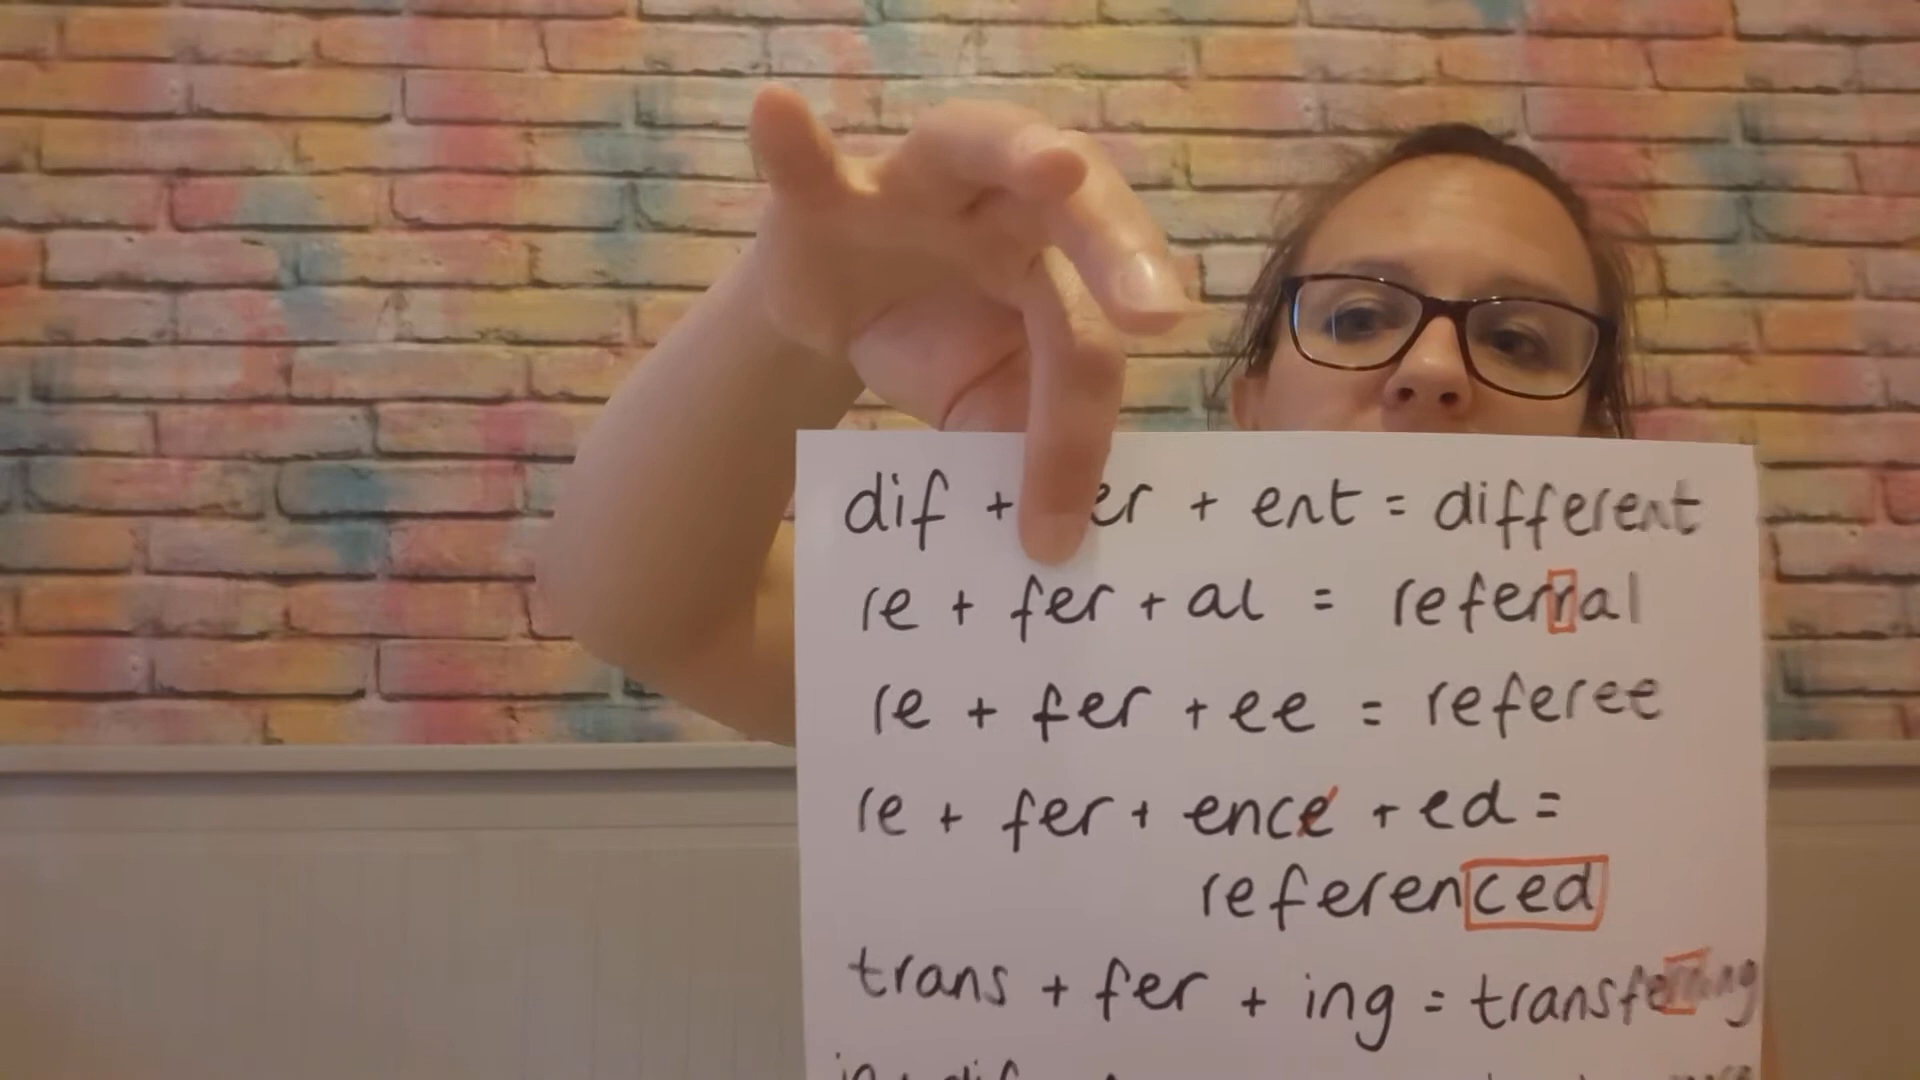 dif + er + ent = different
re + fer + al = referral
re + fer + ee = referee
re + fer + ence + ed =
referenced
trans + fer + ing = transferring